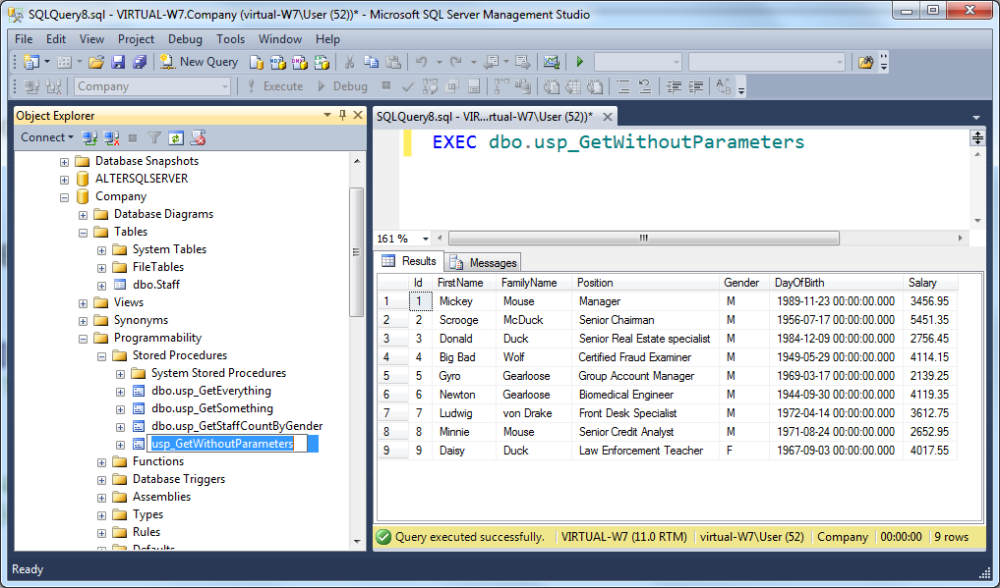 SQLQuery8.sql - VIRTUAL-W7.Company (virtual-W7\User (52))* - Microsoft SQL Server Management Studio
File Edit View Project Debug Tools Window Help
New Query
Company Execute Debug
Object Explorer
Connect
Database Snapshots
ALTERSQLSERVER
Company
Database Diagrams
Tables
System Tables
FileTables
dbo.Staff
Views
Synonyms
Programmability
Stored Procedures
System Stored Procedures
dbo.usp_GetEverything
dbo.usp_GetSomething
dbo.usp_GetStaffCountByGender
usp_GetWithoutParameters
Functions
Database Triggers
Assemblies
Types
Rules
Defaults
SQLQuery8.sql - VIR...rtual-W7\User (52))*
EXEC dbo.usp_GetWithoutParameters
161 %
Results Messages
Id FirstName FamilyName Position Gender DayOfBirth Salary
1 1 Mickey Mouse Manager M 1989-11-23 00:00:00.000 3456.95
2 2 Scrooge McDuck Senior Chairman M 1956-07-17 00:00:00.000 5451.35
3 3 Donald Duck Senior Real Estate specialist M 1984-12-09 00:00:00.000 2756.45
4 4 Big Bad Wolf Certified Fraud Examiner M 1949-05-29 00:00:00.000 4114.15
5 5 Gyro Gearloose Group Account Manager M 1969-03-17 00:00:00.000 2139.25
6 6 Newton Gearloose Biomedical Engineer M 1944-09-30 00:00:00.000 4119.35
7 7 Ludwig von Drake Front Desk Specialist M 1972-04-14 00:00:00.000 3612.75
8 8 Minnie Mouse Senior Credit Analyst M 1971-08-24 00:00:00.000 2652.95
9 9 Daisy Duck Law Enforcement Teacher F 1967-09-03 00:00:00.000 4017.55
Query executed successfully. VIRTUAL-W7 (11.0 RTM) virtual-W7\User (52) Company 00:00:00 9 rows
Ready